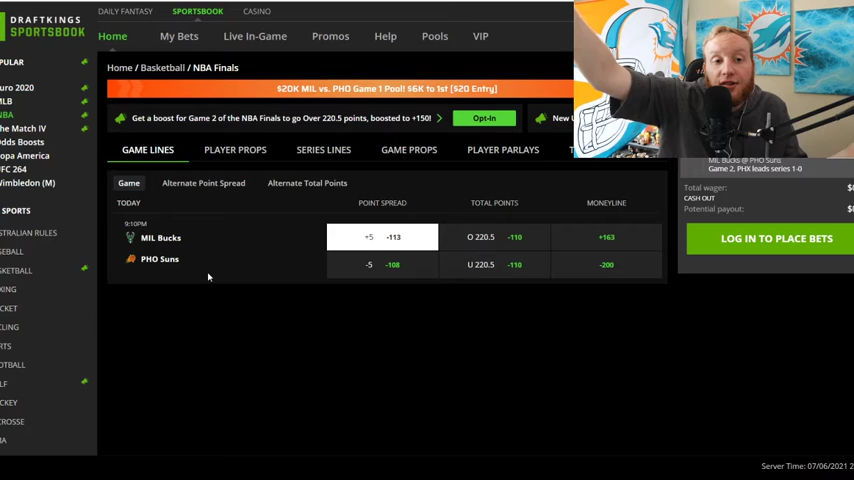 DRAFTKINGS
SPORTSBOOK
DAILY FANTASY SPORTSBOOK CASINO
Home My Bets Live In-Game Promos Help Pools VIP
PULAR
uro 2020
MLB
NBA
he Match IV
dds Boosts
opa America
FC 264
Wimbledon (M)
SPORTS
STRALIAN RULES
SEBALL
SKETBALL
XING
CKET
CLING
RTS
OTBALL
LF
CKEY
CROSSE
MA
Home / Basketball / NBA Finals
$20K MIL vs. PHO Game 1 Pool! $6K to 1st ($20 Entry)
Get a boost for Game 2 of the NBA Finals to go Over 220.5 points, boosted to +150! Opt-In New U
GAME LINES PLAYER PROPS SERIES LINES GAME PROPS PLAYER PARLAYS T
Game Alternate Point Spread Alternate Total Points
TODAY POINT SPREAD TOTAL POINTS MONEYLINE
9:10PM
MIL Bucks +5 -113 O 220.5 -110 +163
PHO Suns -5 -108 U 220.5 -110 -200
MIL Bucks @ PHO Suns
Game 2, PHX leads series 1-0
Total wager: $
CASH OUT
Potential payout: $
LOG IN TO PLACE BETS
Server Time: 07/06/2021 2